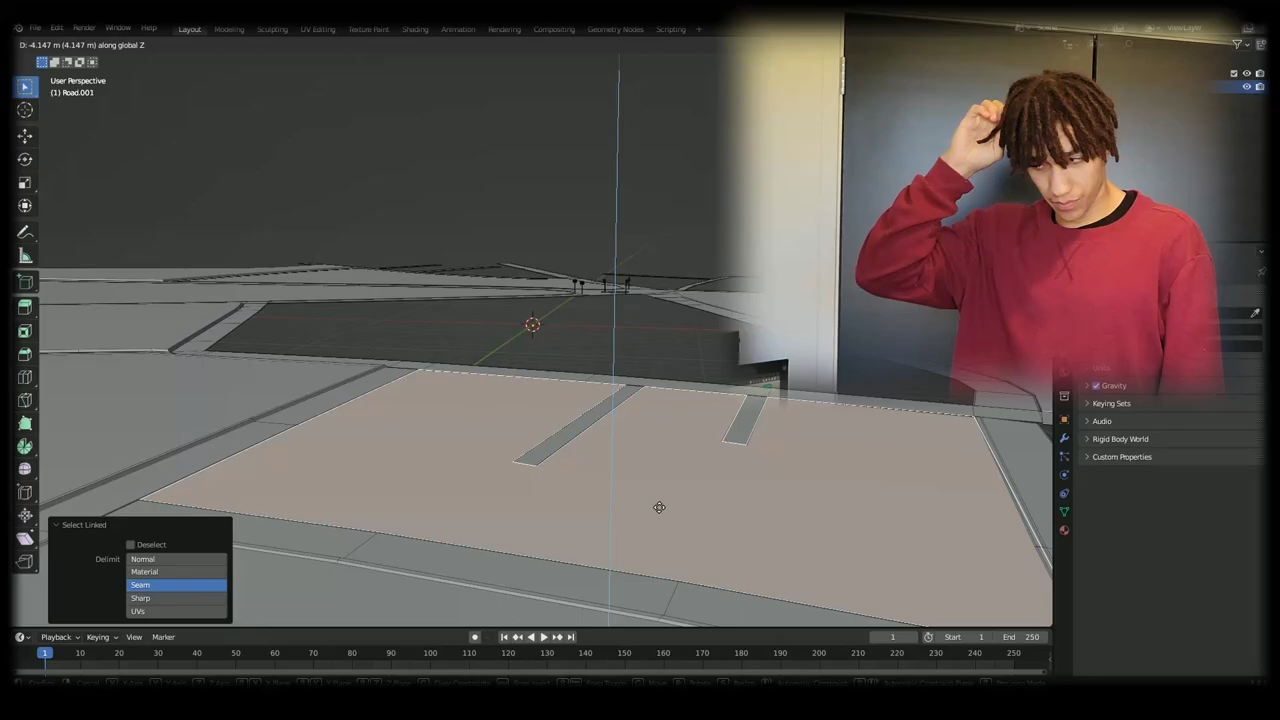 File Edit Render Window Help Layout Modeling Sculpting UV Editing Texture Paint Shading Animation Rendering Compositing Geometry Nodes Scripting ViewLayer
D: -4.147 m (4.147 m) along global Z
User Perspective
(1) Road.001
Gravity
Keying Sets
Audio
Rigid Body World
Custom Properties
Select Linked
Deselect
Delimit Normal
Material
Seam
Sharp
UVs
Playback Keying View Marker 1 Start 1 End 250
1 10 20 30 40 50 60 70 80 90 100 110 120 130 140 150 160 170 180 190 200 210 220 230 240 250